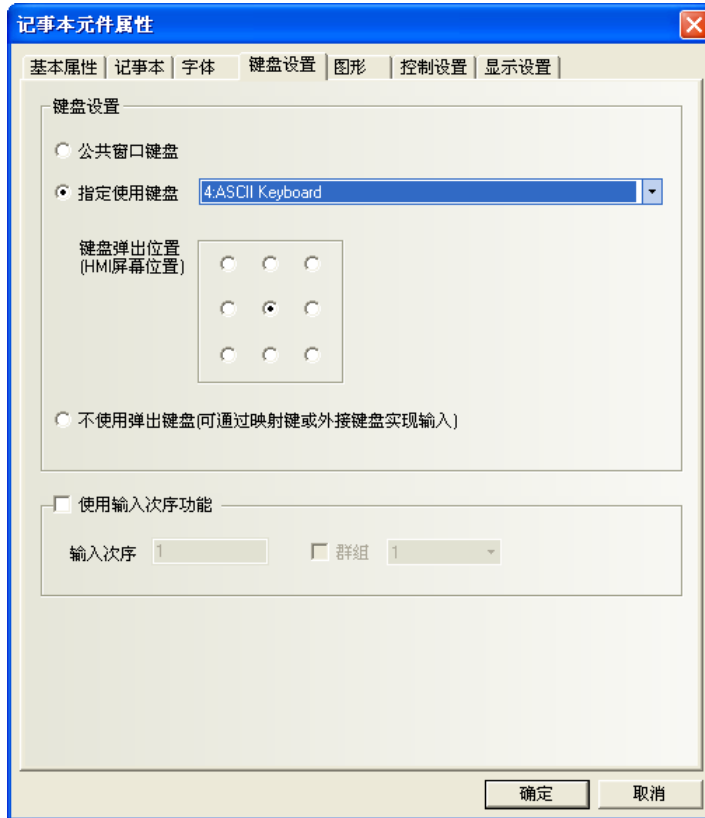 记事本元件属性
基本属性 记事本 字体 键盘设置 图形 控制设置 显示设置
键盘设置
公共窗口键盘
指定使用键盘 4:ASCII Keyboard
键盘弹出位置
(HMI屏幕位置)
不使用弹出键盘(可通过映射键或外接键盘实现输入)
使用输入次序功能
输入次序 1 群组 1
确定 取消